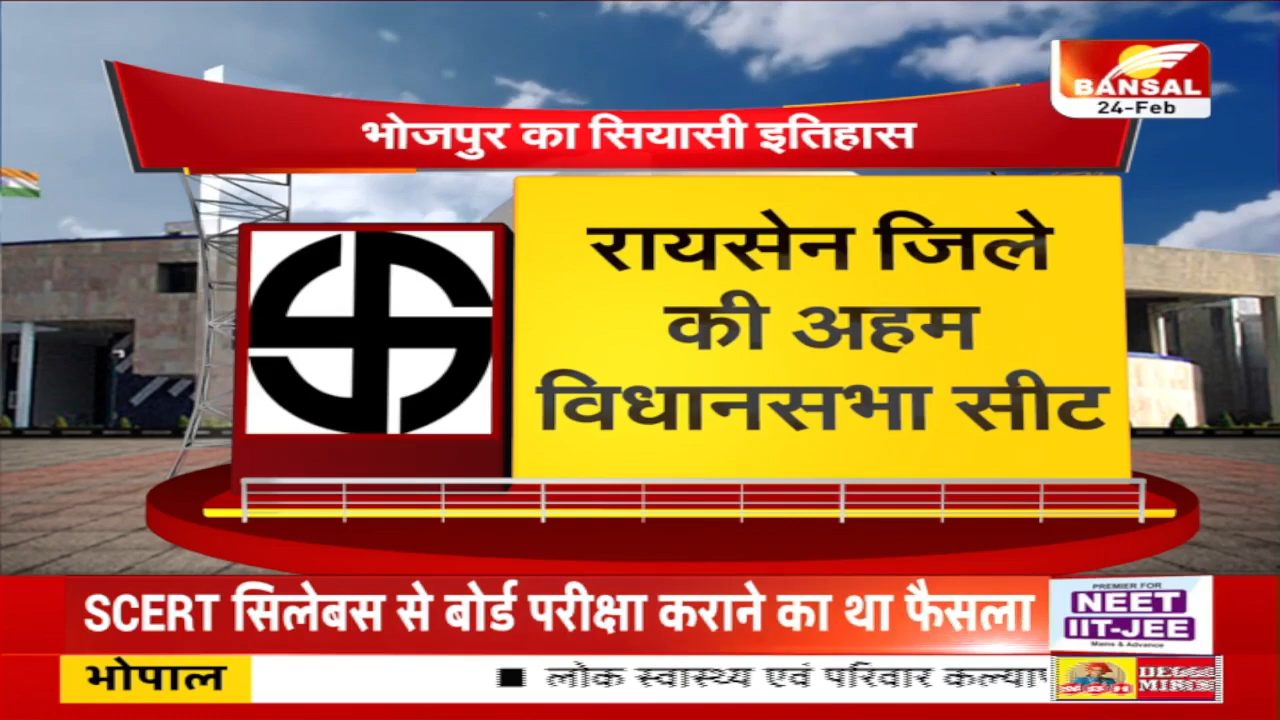 BANSAL
24-Feb
भोजपुर का सियासी इतिहास
रायसेन जिले
की अहम
विधानसभा सीट
SCERT सिलेबस से बोर्ड परीक्षा कराने का था फैसला
PREMIER FOR
NEET
IIT-JEE
Mains & Advance
भोपाल
■ लोक स्वास्थ्य एवं परिवार